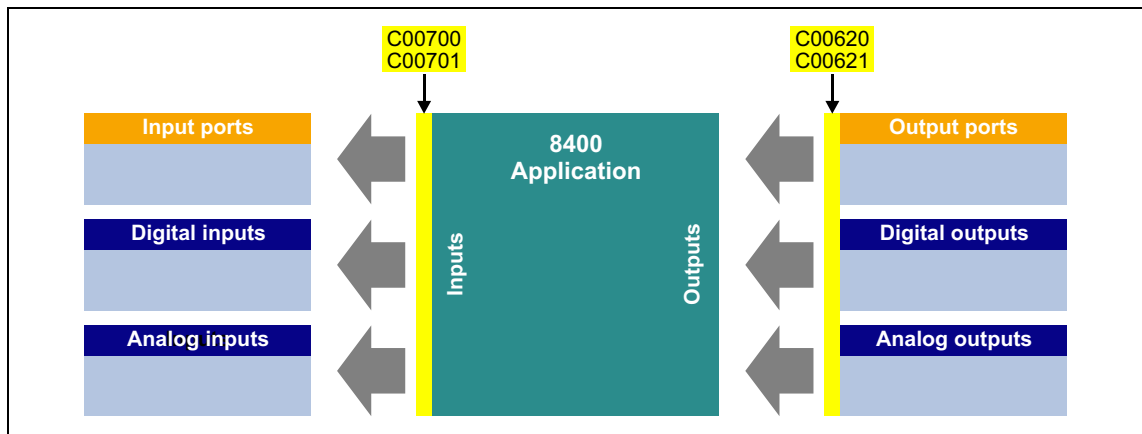 C00700
C00701
C00620
C00621
Input ports
8400
Application
Output ports
Digital inputs
Inputs
Outputs
Digital outputs
Analog inputs
Analog outputs